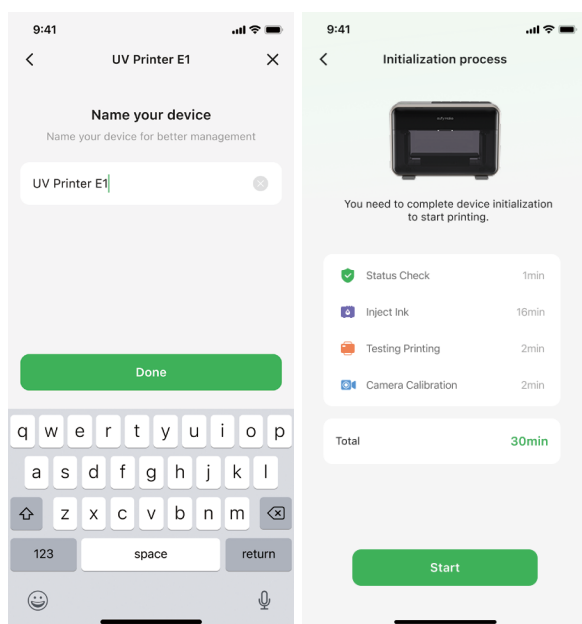 9:41
UV Printer E1
Name your device
Name your device for better management
UV Printer E1
Done
q w e r t y u i o p
a s d f g h j k l
z x c v b n m
123 space return
9:41
Initialization process
You need to complete device initialization
to start printing.
Status Check 1min
Inject Ink 16min
Testing Printing 2min
Camera Calibration 2min
Total 30min
Start